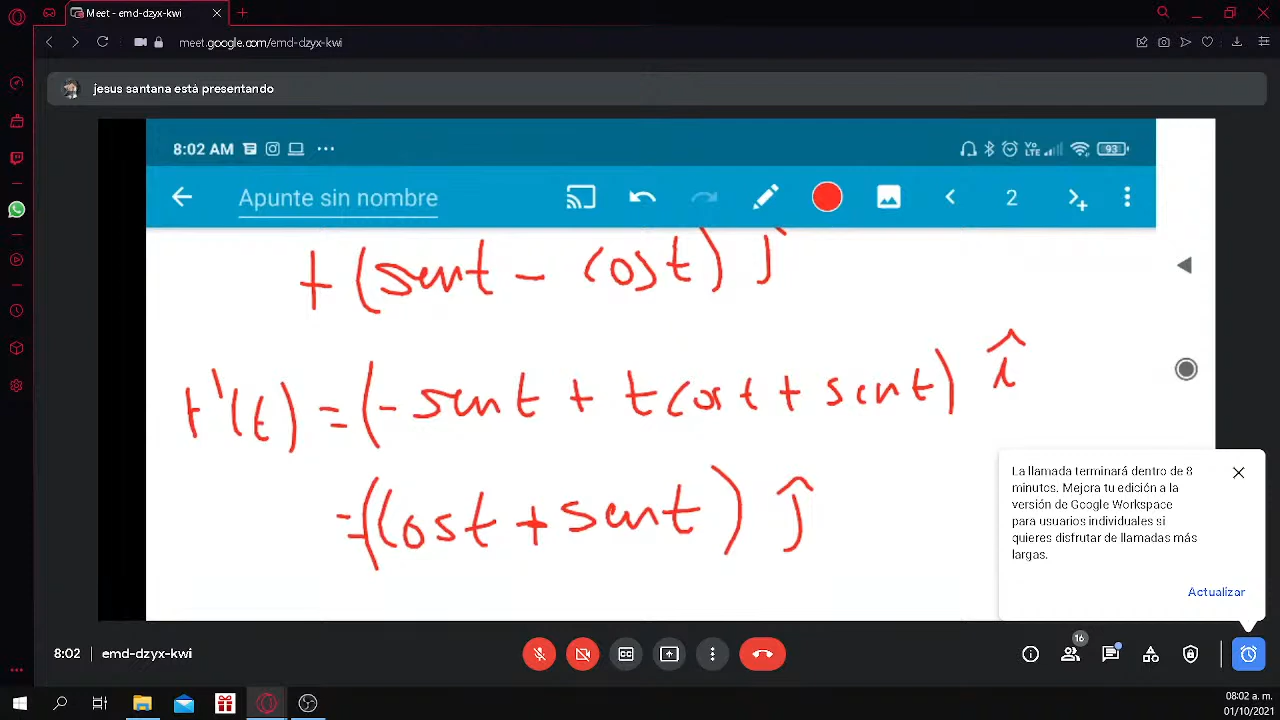 Meet - emd-dzyx-kwi
meet.google.com/emd-dzyx-kwi
jesus santana está presentando
8:02 AM
Vo LTE
93
Apunte sin nombre
2
+ (sent - cost) j
r'(t) = (- sent + t cost + sent) î
= (cost + sent) ĵ
La llamada terminará dentro de 8
minutos. Mejora tu edición a la
versión de Google Workspace
para usuarios individuales si
quieres disfrutar de llamadas más
largas.
Actualizar
8:02 | emd-dzyx-kwi
16
08:02 a. m.
01/10/2021